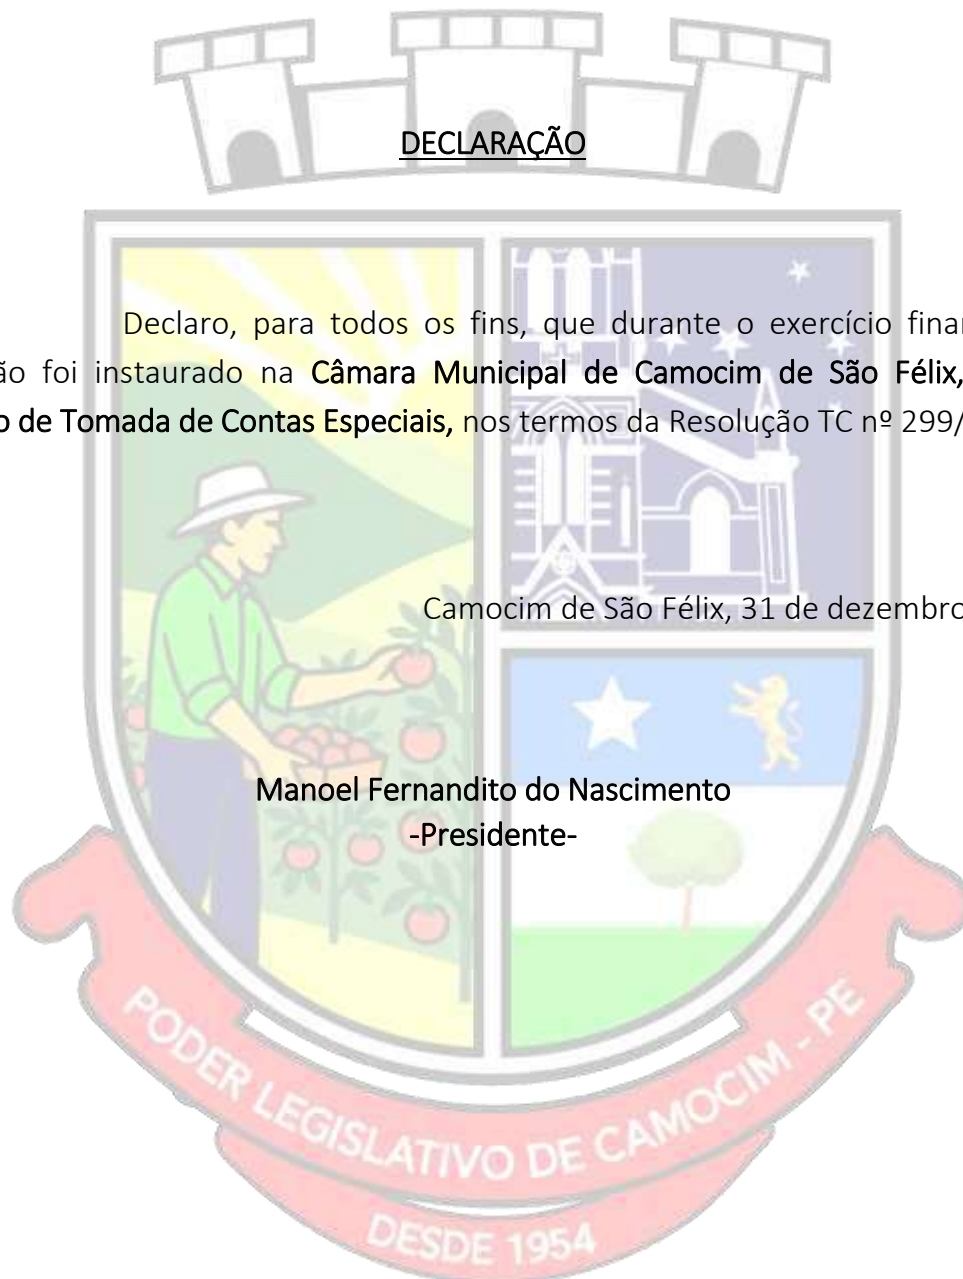 DECLARAÇÃO
Declaro, para todos os fins, que durante o exercício
foi instaurado na Câmara Municipal de Camocim de São Félix,
de Tomada de Contas Especiais, nos termos da Resolução TC nº 299/
Camocim de São Félix, 31 de dezembro
Manoel Fernandito do Nascimento
-Presidente-
PODER LEGISLATIVO DE CAMOCIM - PE
DESDE 1954